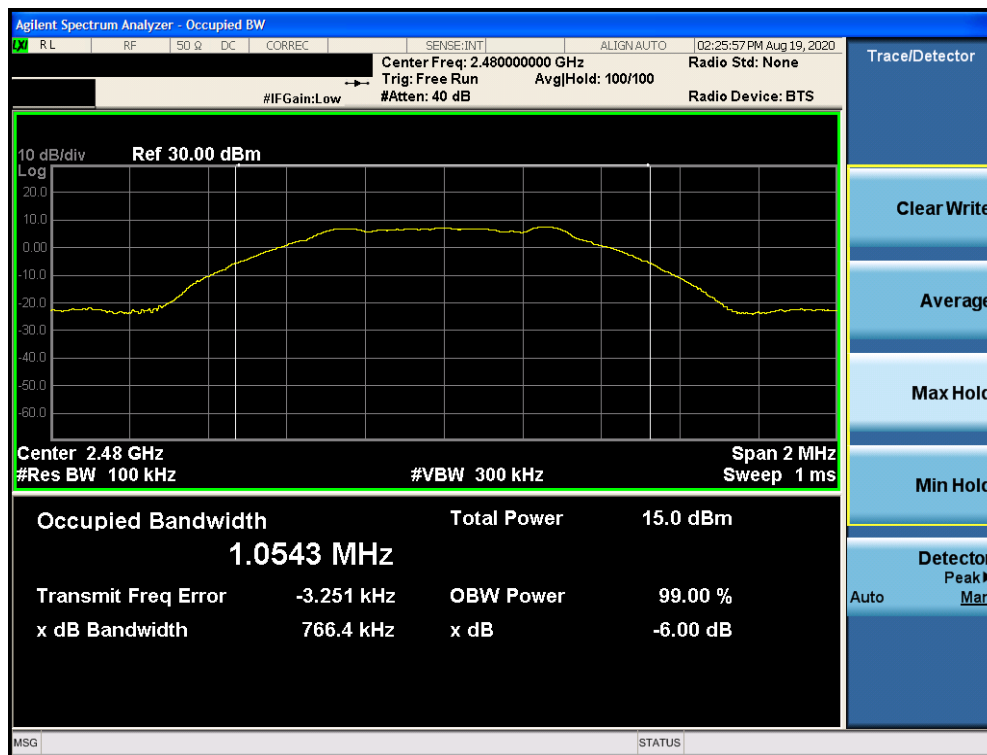 Agilent Spectrum Analyzer - Occupied BW
LXI RL RF 50 Ω DC CORREC SENSE:INT ALIGN AUTO 02:25:57 PM Aug 19, 2020
Center Freq: 2.480000000 GHz Radio Std: None
Trig: Free Run Avg|Hold: 100/100
#IFGain:Low #Atten: 40 dB Radio Device: BTS
10 dB/div Ref 30.00 dBm
Log
20.0
10.0
0.00
-10.0
-20.0
-30.0
-40.0
-50.0
-60.0
Center 2.48 GHz Span 2 MHz
#Res BW 100 kHz #VBW 300 kHz Sweep 1 ms
Occupied Bandwidth Total Power 15.0 dBm
1.0543 MHz
Transmit Freq Error -3.251 kHz OBW Power 99.00 %
x dB Bandwidth 766.4 kHz x dB -6.00 dB
MSG STATUS
Trace/Detector
Clear Write
Average
Max Hold
Min Hold
Detector
Peak
Auto Man